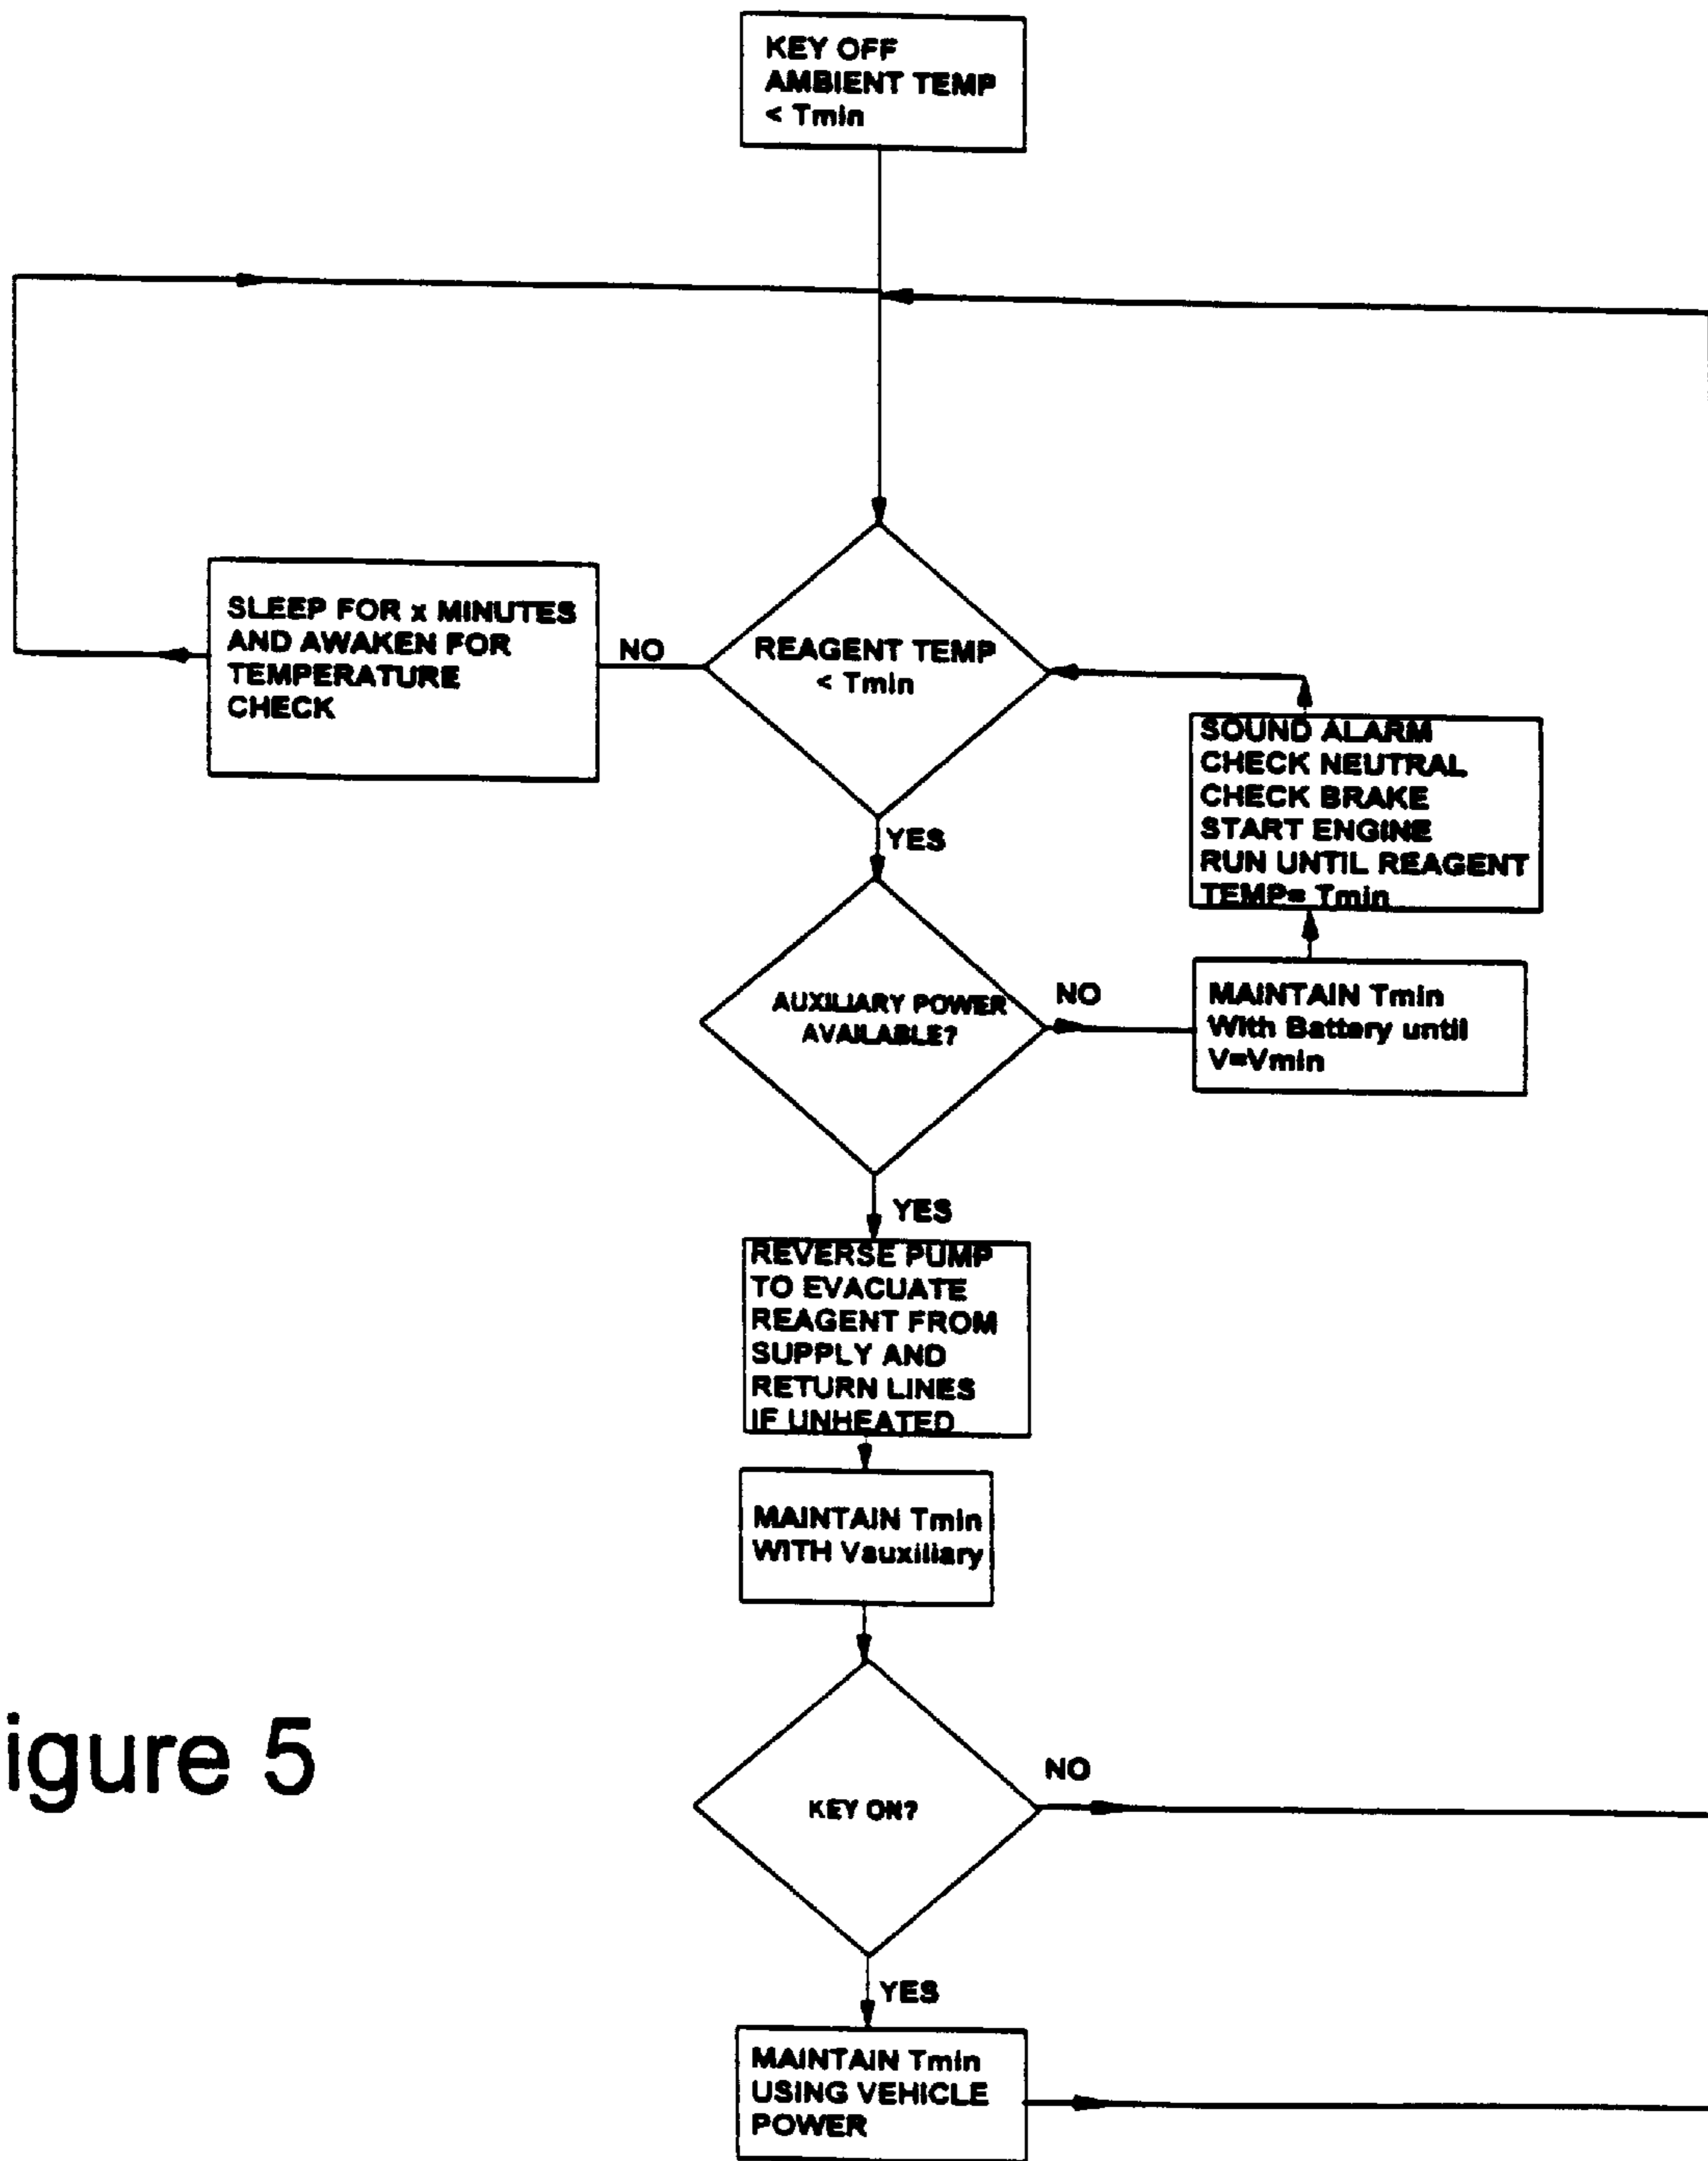 KEY OFF
AMBIENT TEMP
< Tmin
SLEEP FOR x MINUTES
AND AWAKEN FOR
TEMPERATURE
CHECK
NO
REAGENT TEMP
< Tmin
SOUND ALARM
CHECK NEUTRAL
CHECK BRAKE
START ENGINE
RUN UNTIL REAGENT
TEMP= Tmin
YES
AUXILIARY POWER
AVAILABLE?
NO
MAINTAIN Tmin
With Battery until
V=Vmin
YES
REVERSE PUMP
TO EVACUATE
REAGENT FROM
SUPPLY AND
RETURN LINES
IF UNHEATED
MAINTAIN Tmin
WITH Vauxiliary
igure 5
KEY ON?
NO
YES
MAINTAIN Tmin
USING VEHICLE
POWER